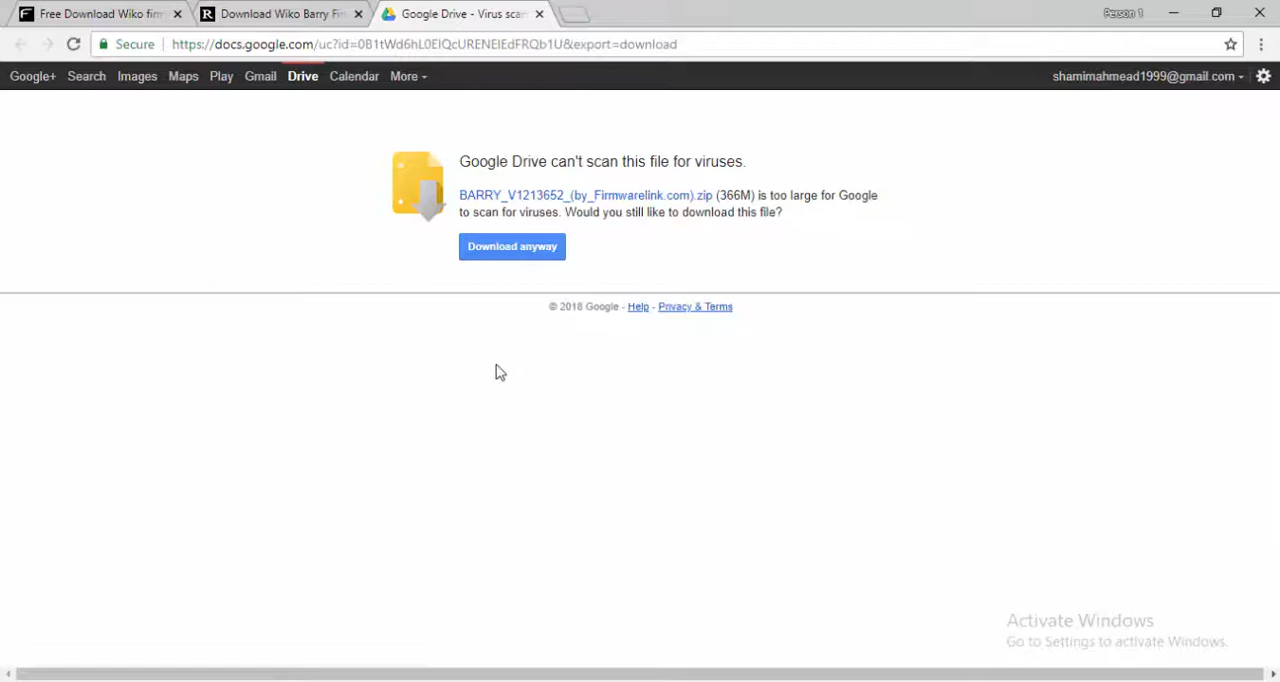 Free Download Wiko firm
Download Wiko Barry Fir
Google Drive - Virus scan
Person 1
Secure
https://docs.google.com/uc?id=0B1tWd6hL0ElQcURENElEdFRQb1U&export=download
Google+ Search Images Maps Play Gmail Drive Calendar More
shamimahmead1999@gmail.com
Google Drive can't scan this file for viruses.
BARRY_V1213652_(by_Firmwarelink.com).zip (366M) is too large for Google
to scan for viruses. Would you still like to download this file?
Download anyway
© 2018 Google - Help - Privacy & Terms
Activate Windows
Go to Settings to activate Windows.